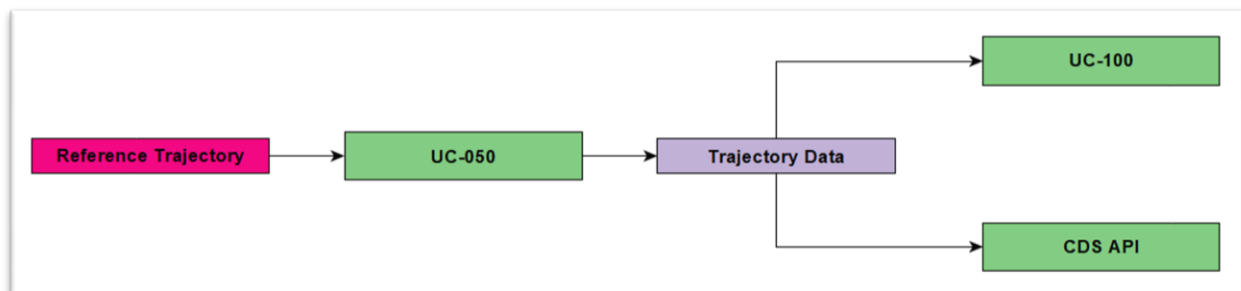 UC-100
Reference Trajectory
UC-050
Trajectory Data
CDS API